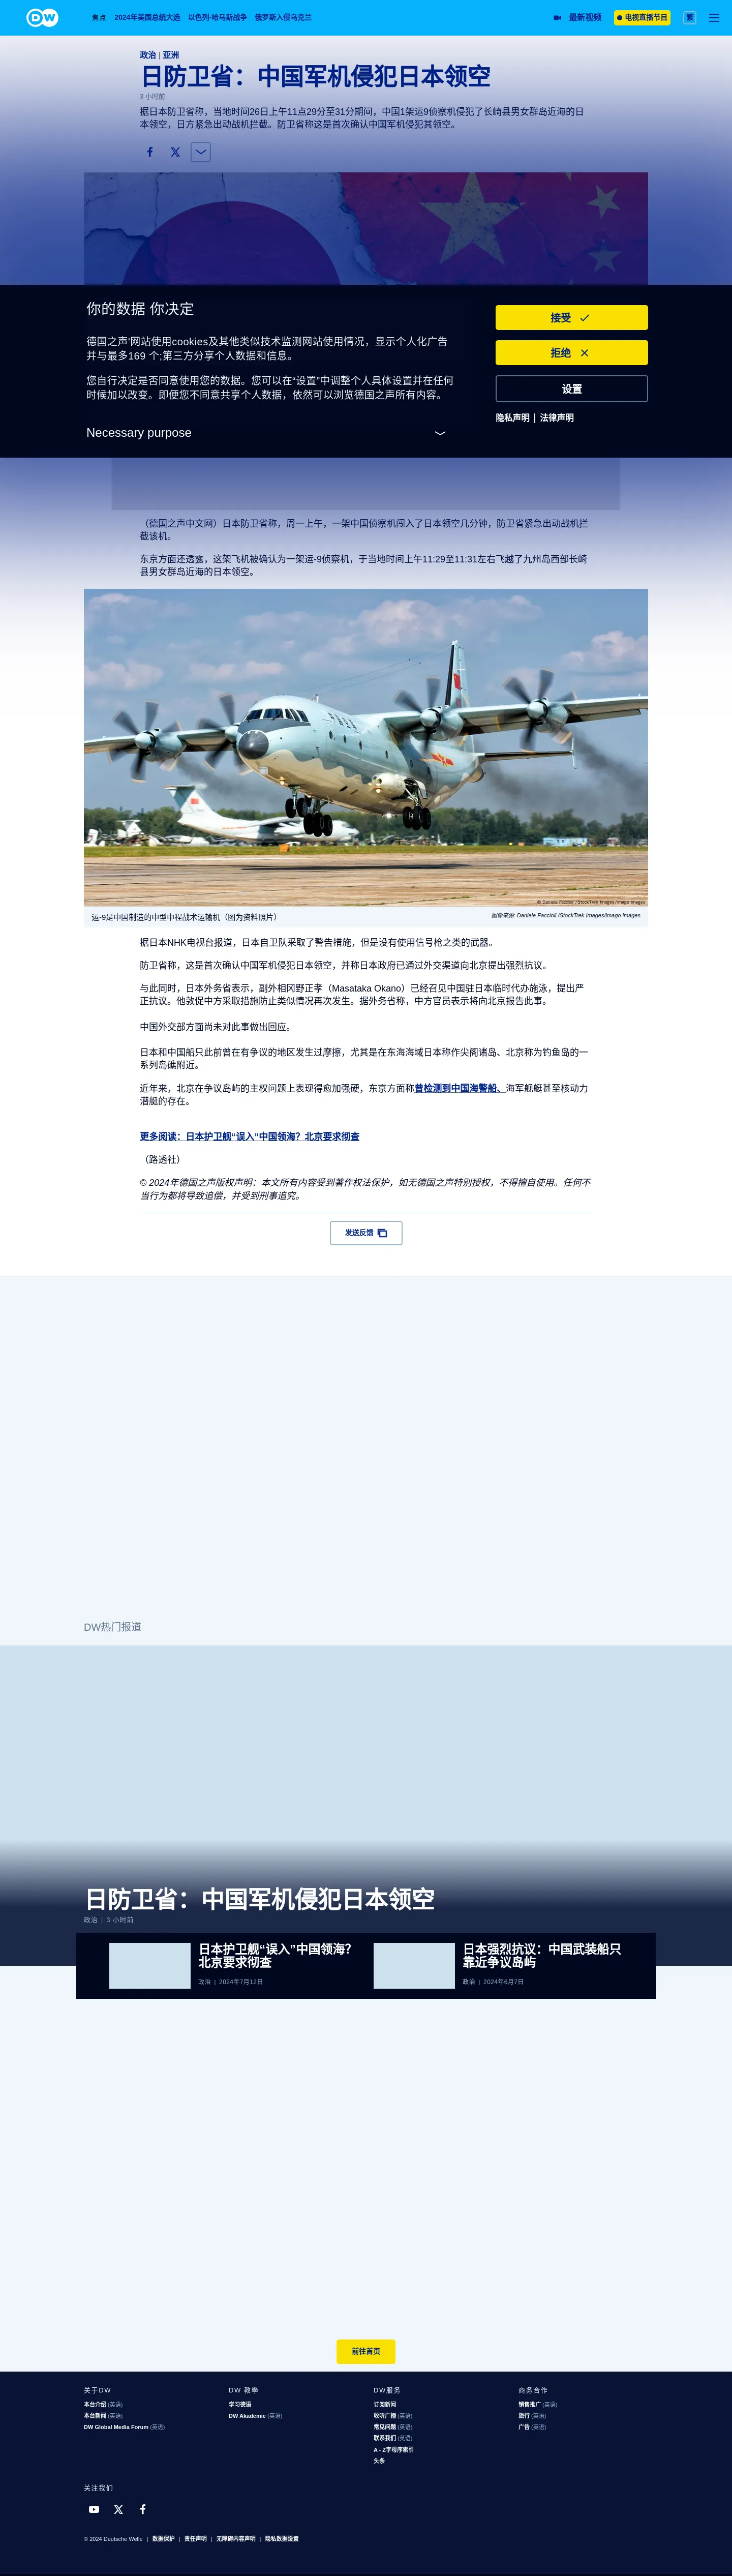 DW
焦点
2024年美国总统大选
以色列-哈马斯战争
俄罗斯入侵乌克兰
最新视频
电视直播节目
繁
政治 | 亚洲
日防卫省：中国军机侵犯日本领空
3 小时前
据日本防卫省称，当地时间26日上午11点29分至31分期间，中国1架运9侦察机侵犯了长崎县男女群岛近海的日
本领空，日方紧急出动战机拦截。防卫省称这是首次确认中国军机侵犯其领空。
你的数据 你决定
德国之声'网站使用cookies及其他类似技术监测网站使用情况，显示个人化广告
并与最多169 个;第三方分享个人数据和信息。
您自行决定是否同意使用您的数据。您可以在“设置”中调整个人具体设置并在任何
时候加以改变。即便您不同意共享个人数据，依然可以浏览德国之声所有内容。
Necessary purpose
接受
拒绝
设置
隐私声明 | 法律声明
（德国之声中文网）日本防卫省称，周一上午，一架中国侦察机闯入了日本领空几分钟，防卫省紧急出动战机拦
截该机。
东京方面还透露，这架飞机被确认为一架运-9侦察机，于当地时间上午11:29至11:31左右飞越了九州岛西部长崎
县男女群岛近海的日本领空。
运-9是中国制造的中型中程战术运输机（图为资料照片）
图像来源: Daniele Faccioli /StockTrek Images/imago images
据日本NHK电视台报道，日本自卫队采取了警告措施，但是没有使用信号枪之类的武器。
防卫省称，这是首次确认中国军机侵犯日本领空，并称日本政府已通过外交渠道向北京提出强烈抗议。
与此同时，日本外务省表示，副外相冈野正孝（Masataka Okano）已经召见中国驻日本临时代办施泳，提出严
正抗议。他敦促中方采取措施防止类似情况再次发生。据外务省称，中方官员表示将向北京报告此事。
中国外交部方面尚未对此事做出回应。
日本和中国船只此前曾在有争议的地区发生过摩擦，尤其是在东海海域日本称作尖阁诸岛、北京称为钓鱼岛的一
系列岛礁附近。
近年来，北京在争议岛屿的主权问题上表现得愈加强硬，东京方面称曾检测到中国海警船、海军舰艇甚至核动力
潜艇的存在。
更多阅读：日本护卫舰“误入”中国领海？北京要求彻查
（路透社）
© 2024年德国之声版权声明：本文所有内容受到著作权法保护，如无德国之声特别授权，不得擅自使用。任何不
当行为都将导致追偿，并受到刑事追究。
发送反馈
DW热门报道
日防卫省：中国军机侵犯日本领空
政治 | 3 小时前
日本护卫舰“误入”中国领海？
北京要求彻查
政治 | 2024年7月12日
日本强烈抗议：中国武装船只
靠近争议岛屿
政治 | 2024年6月7日
前往首页
关于DW
本台介绍 (英语)
本台新闻 (英语)
DW Global Media Forum (英语)
DW 教學
学习德语
DW Akademie (英语)
DW服务
订阅新闻
收听广播 (英语)
常见问题 (英语)
联系我们 (英语)
A - Z字母序索引
头条
商务合作
销售推广 (英语)
旅行 (英语)
广告 (英语)
关注我们
© 2024 Deutsche Welle | 数据保护 | 责任声明 | 无障碍内容声明 | 隐私数据设置